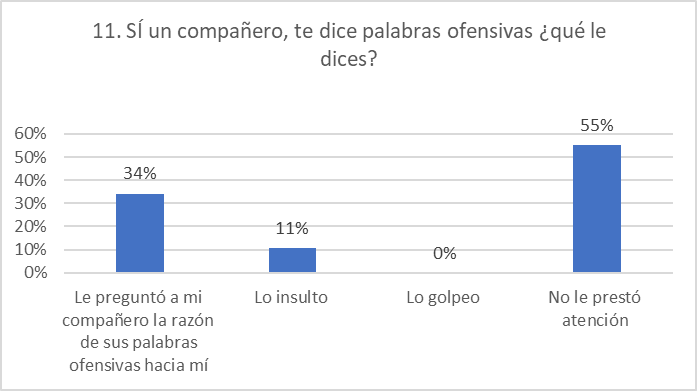 11. SÍ un compañero, te dice palabras ofensivas ¿qué le
dices?
60%
50%
40%
30%
20%
10%
0%
34%
11%
0%
55%
Le preguntó a mi
compañero la razón
de sus palabras
ofensivas hacia mí
Lo insulto
Lo golpeo
No le prestó
atención